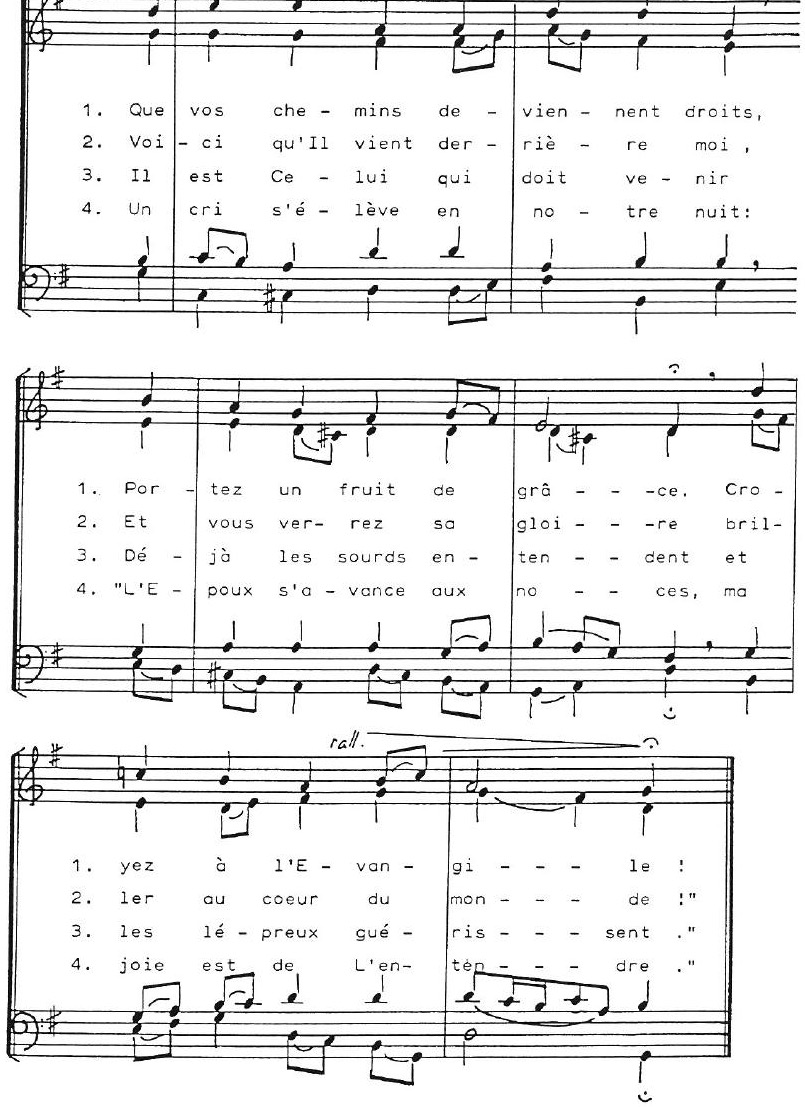 1. Que vos che - mins de - vien - nent droits,
2. Voi - ci qu'Il vient der - riè - re moi ,
3. Il est Ce - lui qui doit ve - nir
4. Un cri s'é - lève en no - tre nuit:
1. Por - tez un fruit de grâ - - -ce. Cro -
2. Et vous ver- rez sa gloi - - -re bril-
3. Dé - jà les sourds en - ten - - dent et
4. "L'E - poux s'a - vance aux no - - ces, ma
rall.
1. yez à l'E - van - gi - - - le !
2. ler au coeur du mon - - - de !"
3. les lé - preux gué - ris - - - sent ."
4. joie est de L'en- ten - - - dre ."